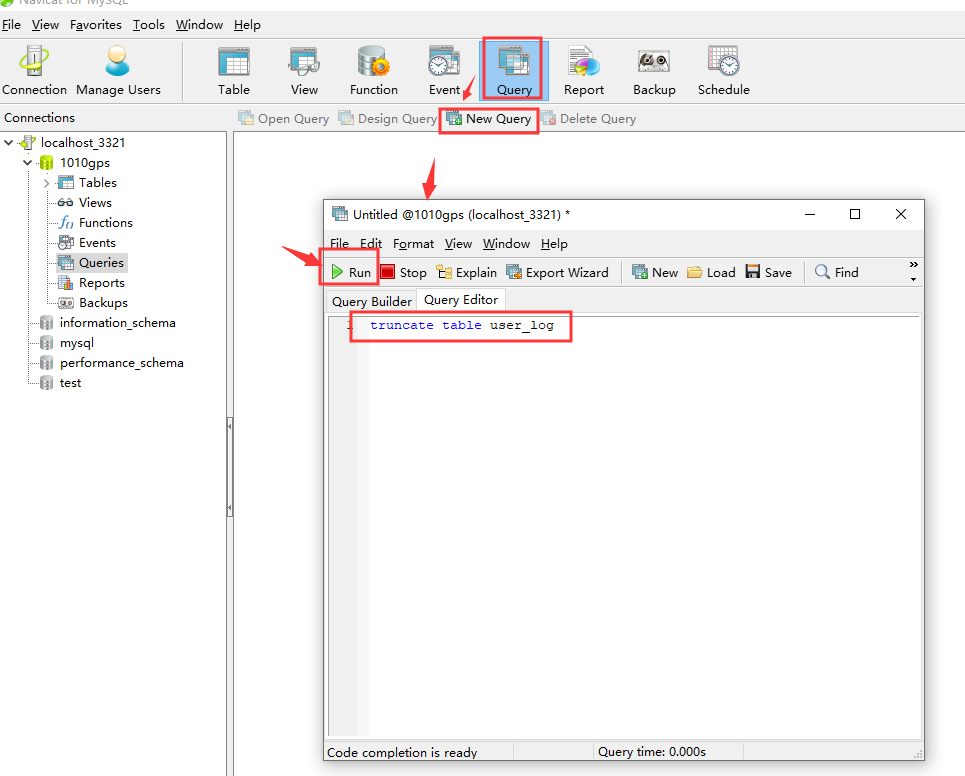 Navicat for MySQL
File View Favorites Tools Window Help
Connection Manage Users Table View Function Event Query Report Backup Schedule
Connections
Open Query Design Query New Query Delete Query
localhost_3321
1010gps
Tables
Views
Functions
Events
Queries
Reports
Backups
information_schema
mysql
performance_schema
test
Untitled @1010gps (localhost_3321) *
File Edit Format View Window Help
Run Stop Explain Export Wizard New Load Save Find
Query Builder Query Editor
1 truncate table user_log
Code completion is ready Query time: 0.000s